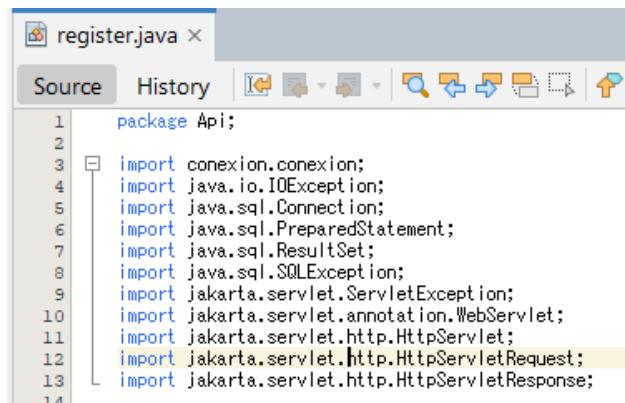 register.java ×
Source History
1 package Api;
2
3 import conexion.conexion;
4 import java.io.IOException;
5 import java.sql.Connection;
6 import java.sql.PreparedStatement;
7 import java.sql.ResultSet;
8 import java.sql.SQLException;
9 import jakarta.servlet.ServletException;
10 import jakarta.servlet.annotation.WebServlet;
11 import jakarta.servlet.http.HttpServlet;
12 import jakarta.servlet.http.HttpServletRequest;
13 import jakarta.servlet.http.HttpServletResponse;
14